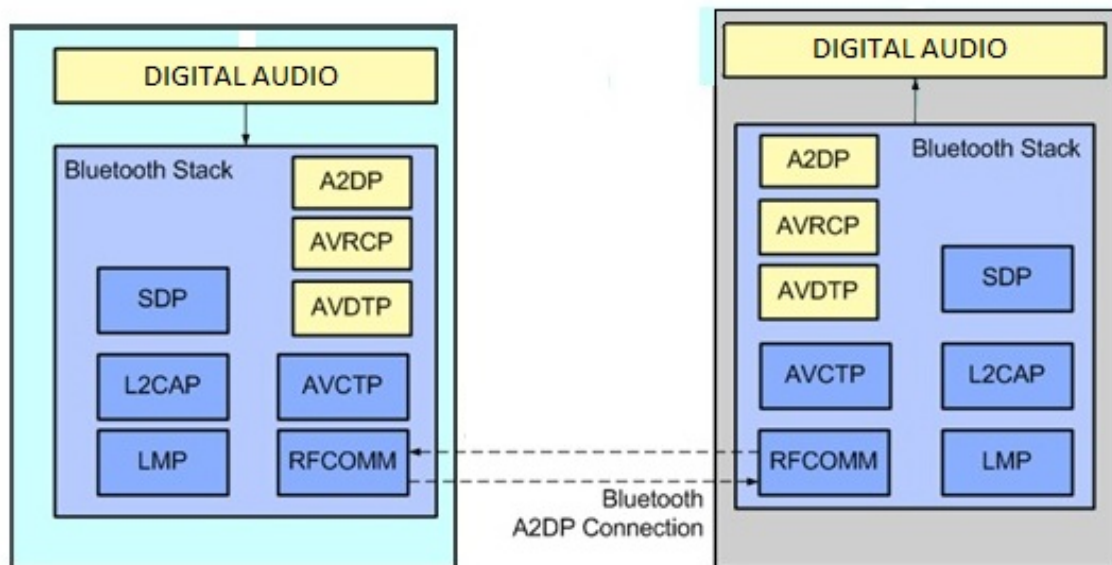 DIGITAL AUDIO
Bluetooth Stack
A2DP
AVRCP
SDP
AVDTP
L2CAP
AVCTP
LMP
RFCOMM
Bluetooth
A2DP Connection
DIGITAL AUDIO
A2DP
Bluetooth Stack
AVRCP
SDP
AVDTP
AVCTP
L2CAP
RFCOMM
LMP